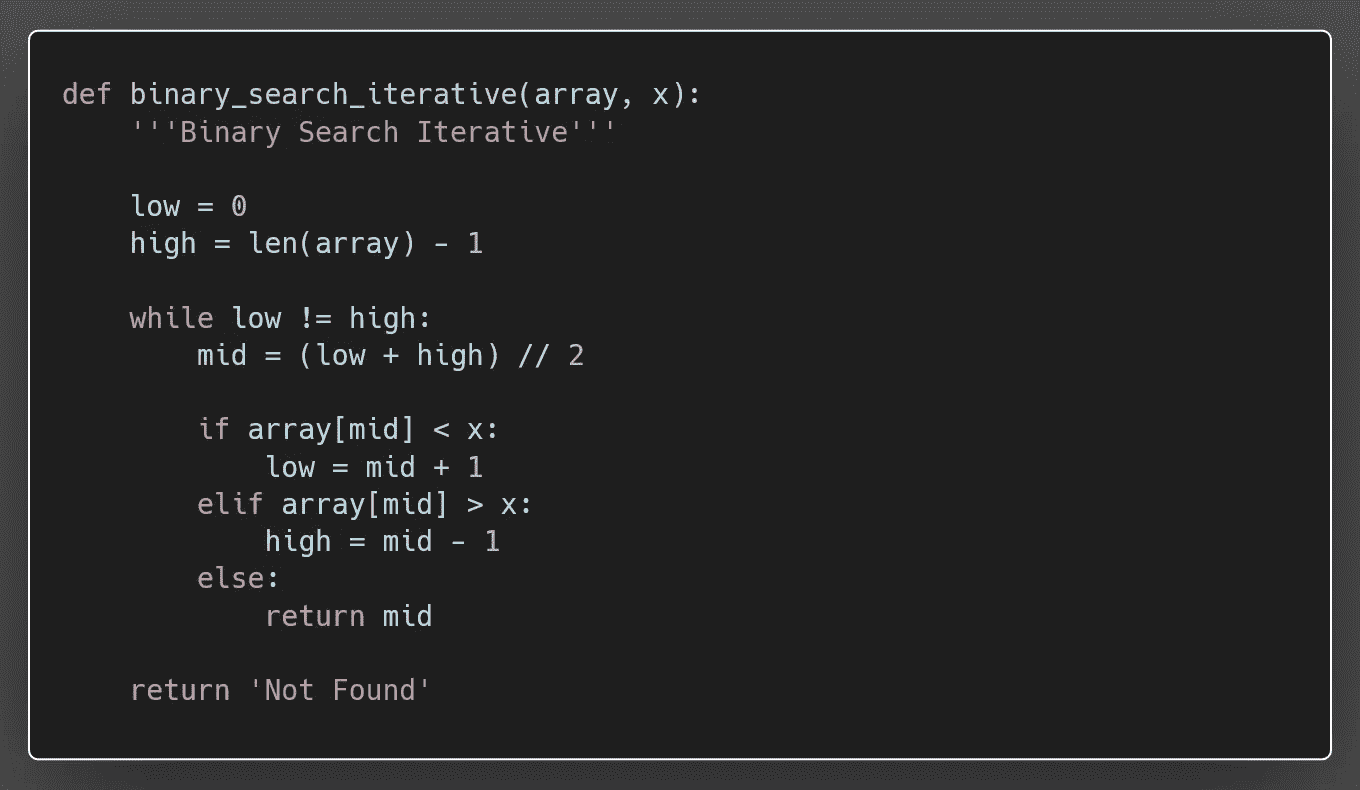 def binary_search_iterative(array, x):
    '''Binary Search Iterative'''
    low = 0
    high = len(array) - 1
    while low != high:
        mid = (low + high) // 2
        if array[mid] < x:
            low = mid + 1
        elif array[mid] > x:
            high = mid - 1
        else:
            return mid
    return 'Not Found'